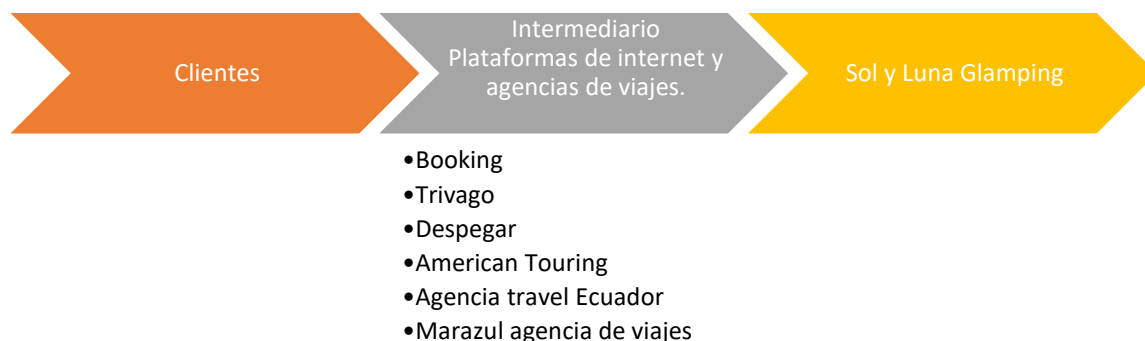 Clientes
Intermediario
Plataformas de internet y
agencias de viajes.
Sol y Luna Glamping
•Booking
•Trivago
•Despegar
•American Touring
•Agencia travel Ecuador
•Marazul agencia de viajes